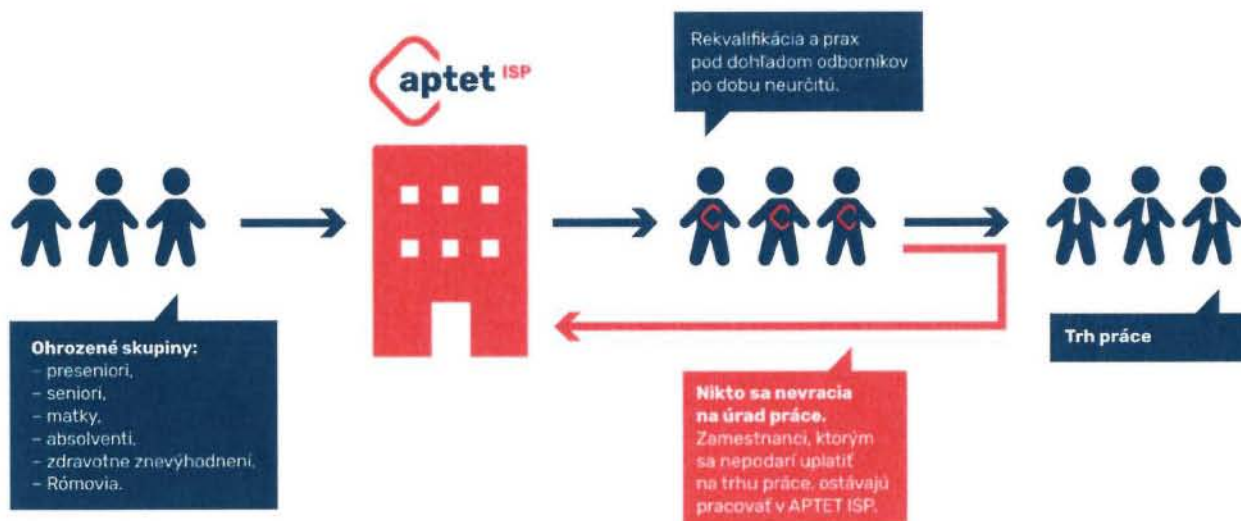 aptet ISP
Rekvalifikácia a prax
pod dohľadom odborníkov
po dobu neurčitú.
Ohrozené skupiny:
– preseniori,
– seniori,
– matky,
– absolventi,
– zdravotne znevýhodnení,
– Rómovia.
Nikto sa nevracia
na úrad práce.
Zamestnanci, ktorým
sa nepodarí uplatiť
na trhu práce, ostávajú
pracovať v APTET ISP.
Trh práce